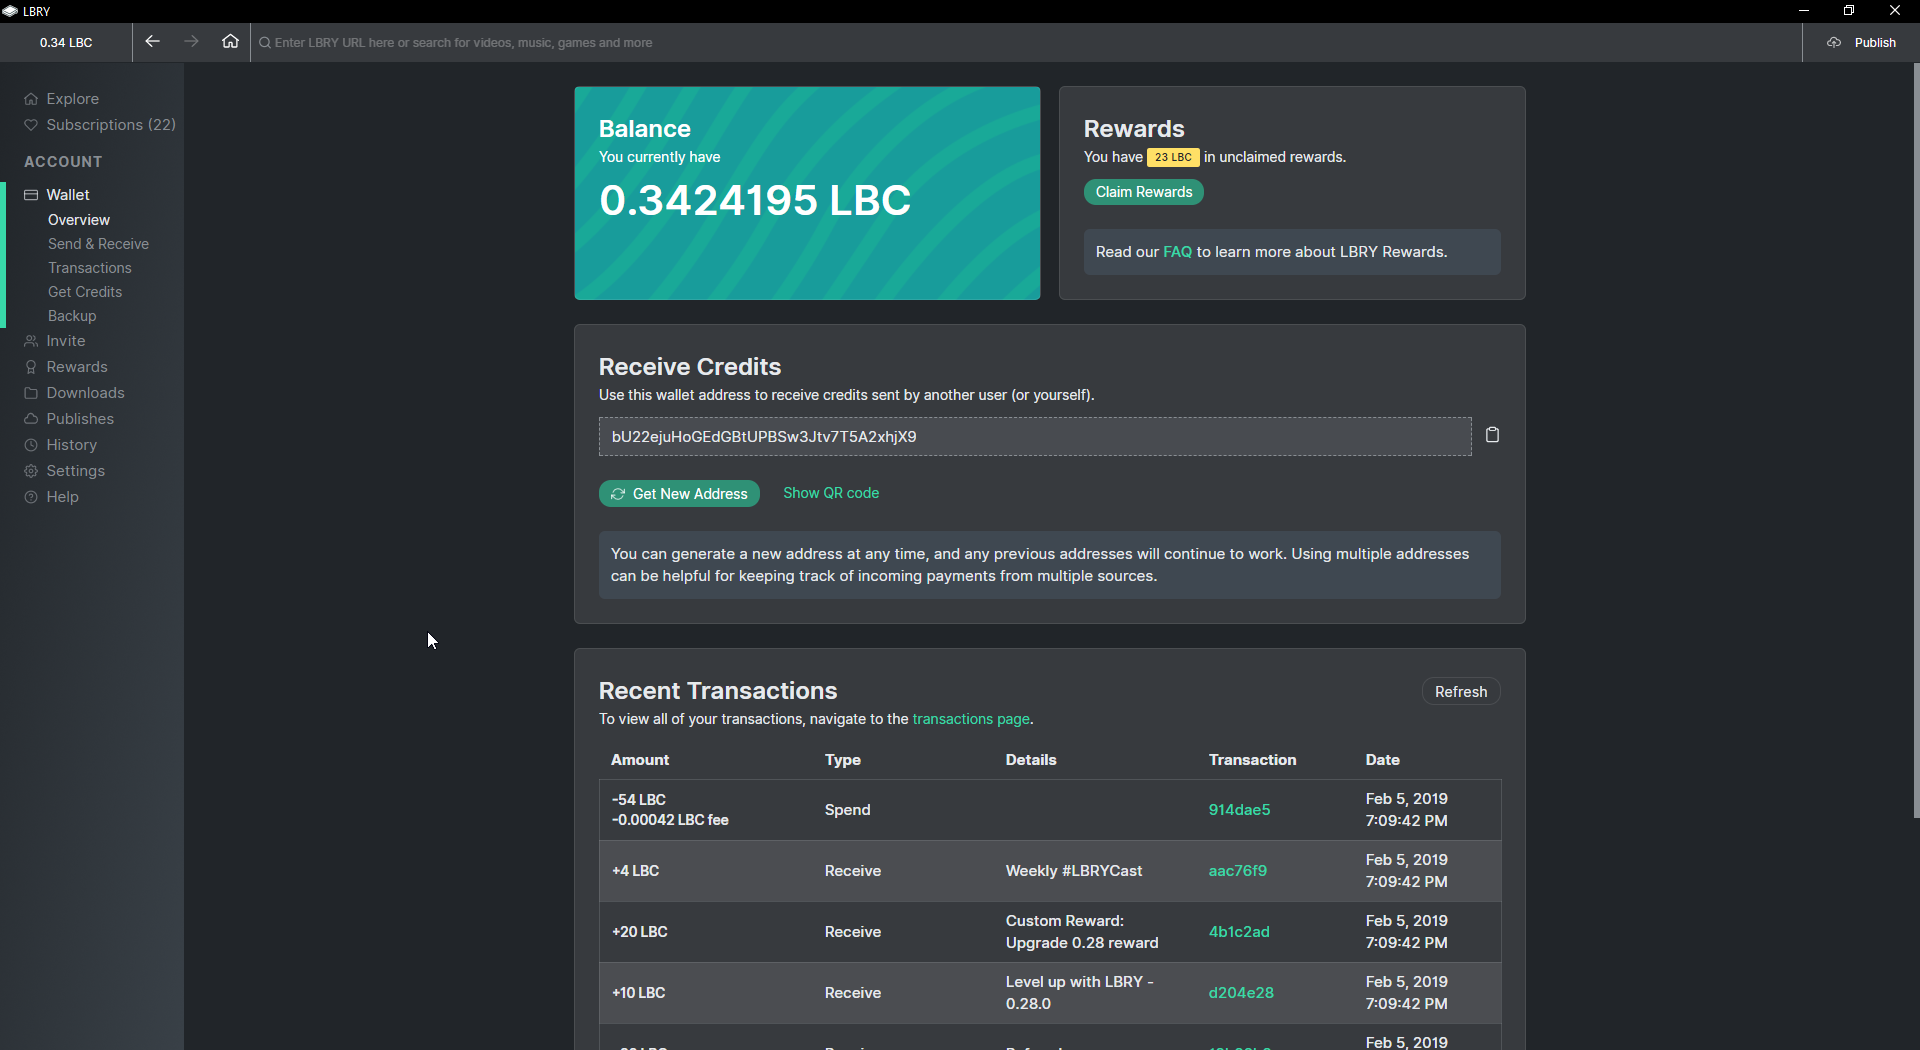 LBRY
0.34 LBC
Enter LBRY URL here or search for videos, music, games and more
Publish
Explore
Subscriptions (22)
ACCOUNT
Wallet
Overview
Send & Receive
Transactions
Get Credits
Backup
Invite
Rewards
Downloads
Publishes
History
Settings
Help
Balance
You currently have
0.3424195 LBC
Rewards
You have 23 LBC in unclaimed rewards.
Claim Rewards
Read our FAQ to learn more about LBRY Rewards.
Receive Credits
Use this wallet address to receive credits sent by another user (or yourself).
bU22ejuHoGEdGBtUPBSw3Jtv7T5A2xhjX9
Get New Address Show QR code
You can generate a new address at any time, and any previous addresses will continue to work. Using multiple addresses
can be helpful for keeping track of incoming payments from multiple sources.
Recent Transactions
Refresh
To view all of your transactions, navigate to the transactions page.
Amount Type Details Transaction Date
-54 LBC
-0.00042 LBC fee
Spend
914dae5
Feb 5, 2019
7:09:42 PM
+4 LBC
Receive
Weekly #LBRYCast
aac76f9
Feb 5, 2019
7:09:42 PM
+20 LBC
Receive
Custom Reward:
Upgrade 0.28 reward
4b1c2ad
Feb 5, 2019
7:09:42 PM
+10 LBC
Receive
Level up with LBRY -
0.28.0
d204e28
Feb 5, 2019
7:09:42 PM
Feb 5, 2019